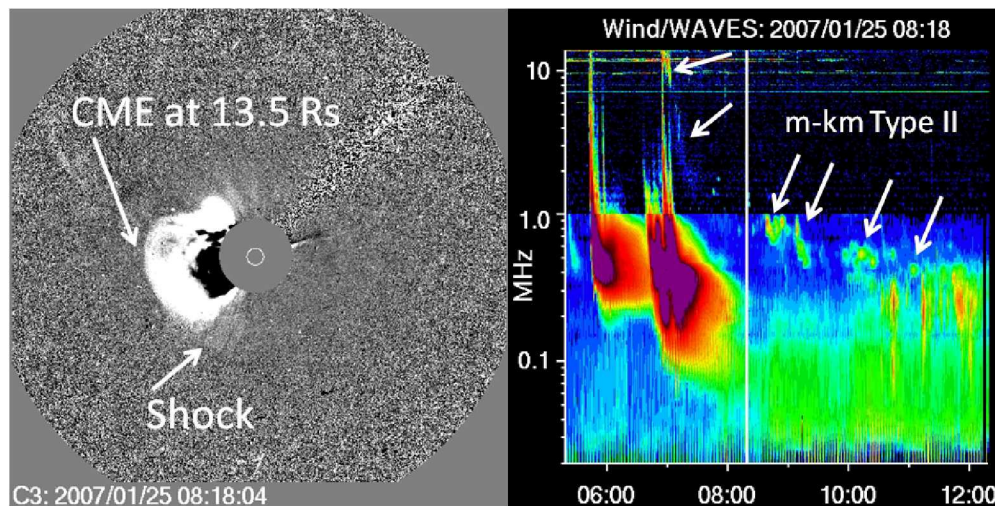 CME at 13.5 Rs
Shock
C3: 2007/01/25 08:18:04
Wind/WAVES: 2007/01/25 08:18
m-km Type II
MHz
10
1.0
0.1
06:00
08:00
10:00
12:00